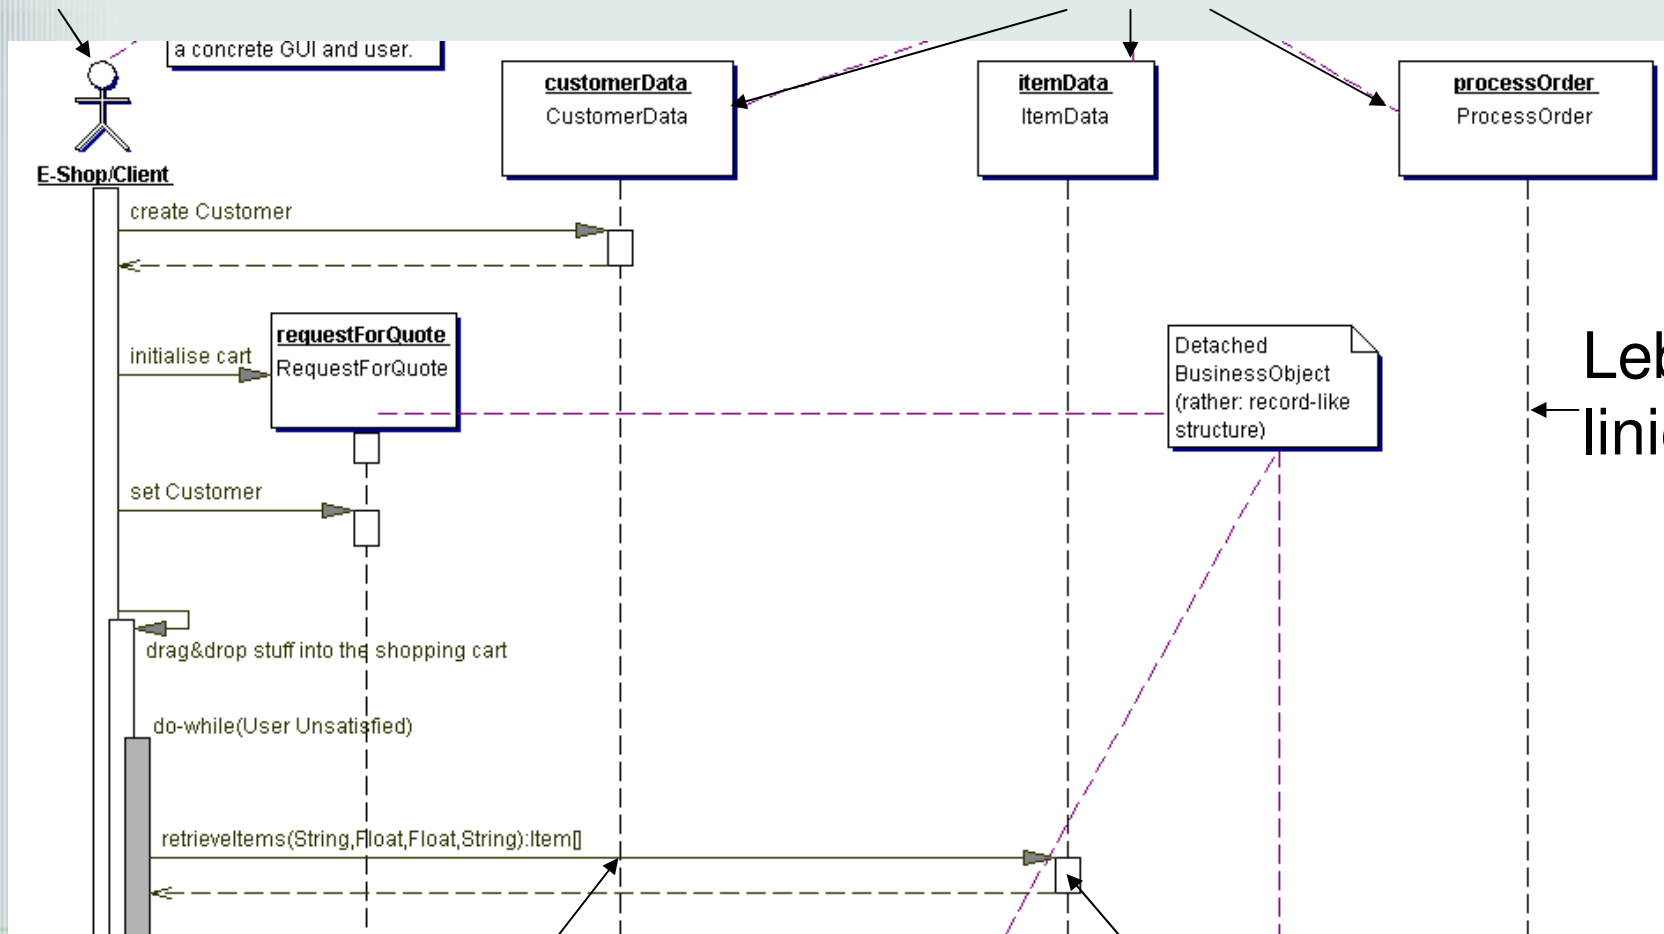 a concrete GUI and user.
customerData
CustomerData
itemData
ItemData
processOrder
ProcessOrder
E-Shop/Client
create Customer
requestForQuote
RequestForQuote
initialise cart
Detached
BusinessObject
(rather: record-like
structure)
set Customer
drag&drop stuff into the shopping cart
do-while(User Unsatisfied)
retrieveItems(String,Float,Float,String):Item[]